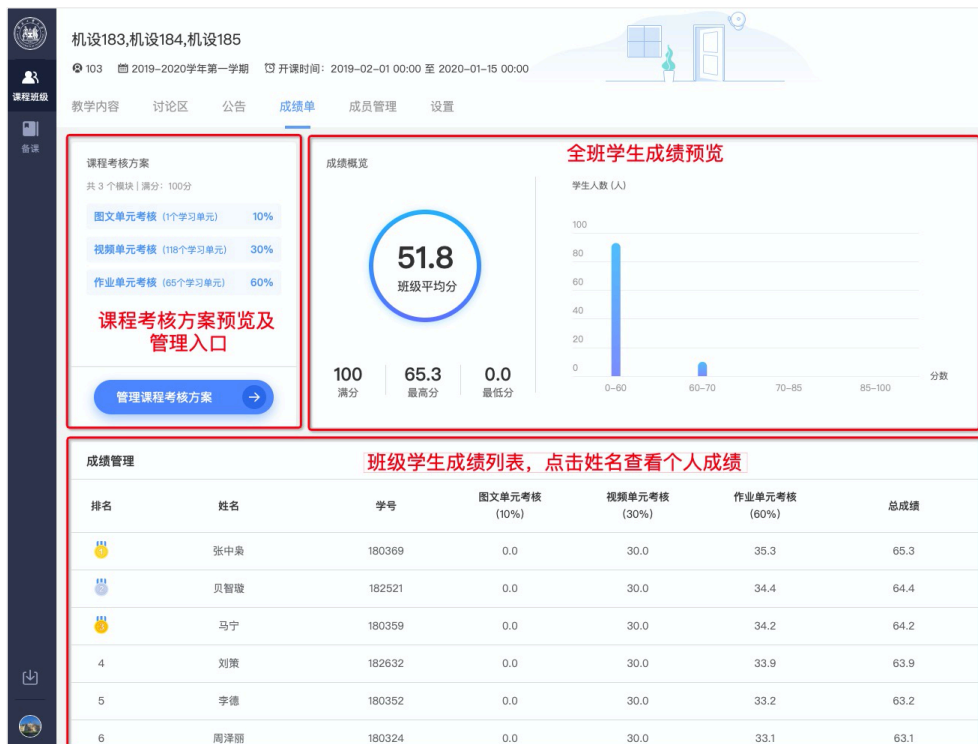 机设183,机设184,机设185
103 2019-2020学年第一学期 开课时间：2019-02-01 00:00 至 2020-01-15 00:00
课程班级
备课
教学内容 讨论区 公告 成绩单 成员管理 设置
课程考核方案
共 3 个模块 | 满分：100分
图文单元考核 (1个学习单元) 10%
视频单元考核 (118个学习单元) 30%
作业单元考核 (65个学习单元) 60%
课程考核方案预览及
管理入口
管理课程考核方案
成绩概览
全班学生成绩预览
51.8
班级平均分
100 65.3 0.0
满分 最高分 最低分
学生人数 (人)
100
80
60
40
20
0
0-60 60-70 70-85 85-100 分数
成绩管理
班级学生成绩列表，点击姓名查看个人成绩
排名 姓名 学号 图文单元考核 (10%) 视频单元考核 (30%) 作业单元考核 (60%) 总成绩
张中枭 180369 0.0 30.0 35.3 65.3
贝智璇 182521 0.0 30.0 34.4 64.4
马宁 180359 0.0 30.0 34.2 64.2
4 刘策 182632 0.0 30.0 33.9 63.9
5 李德 180352 0.0 30.0 33.2 63.2
6 周泽丽 180324 0.0 30.0 33.1 63.1